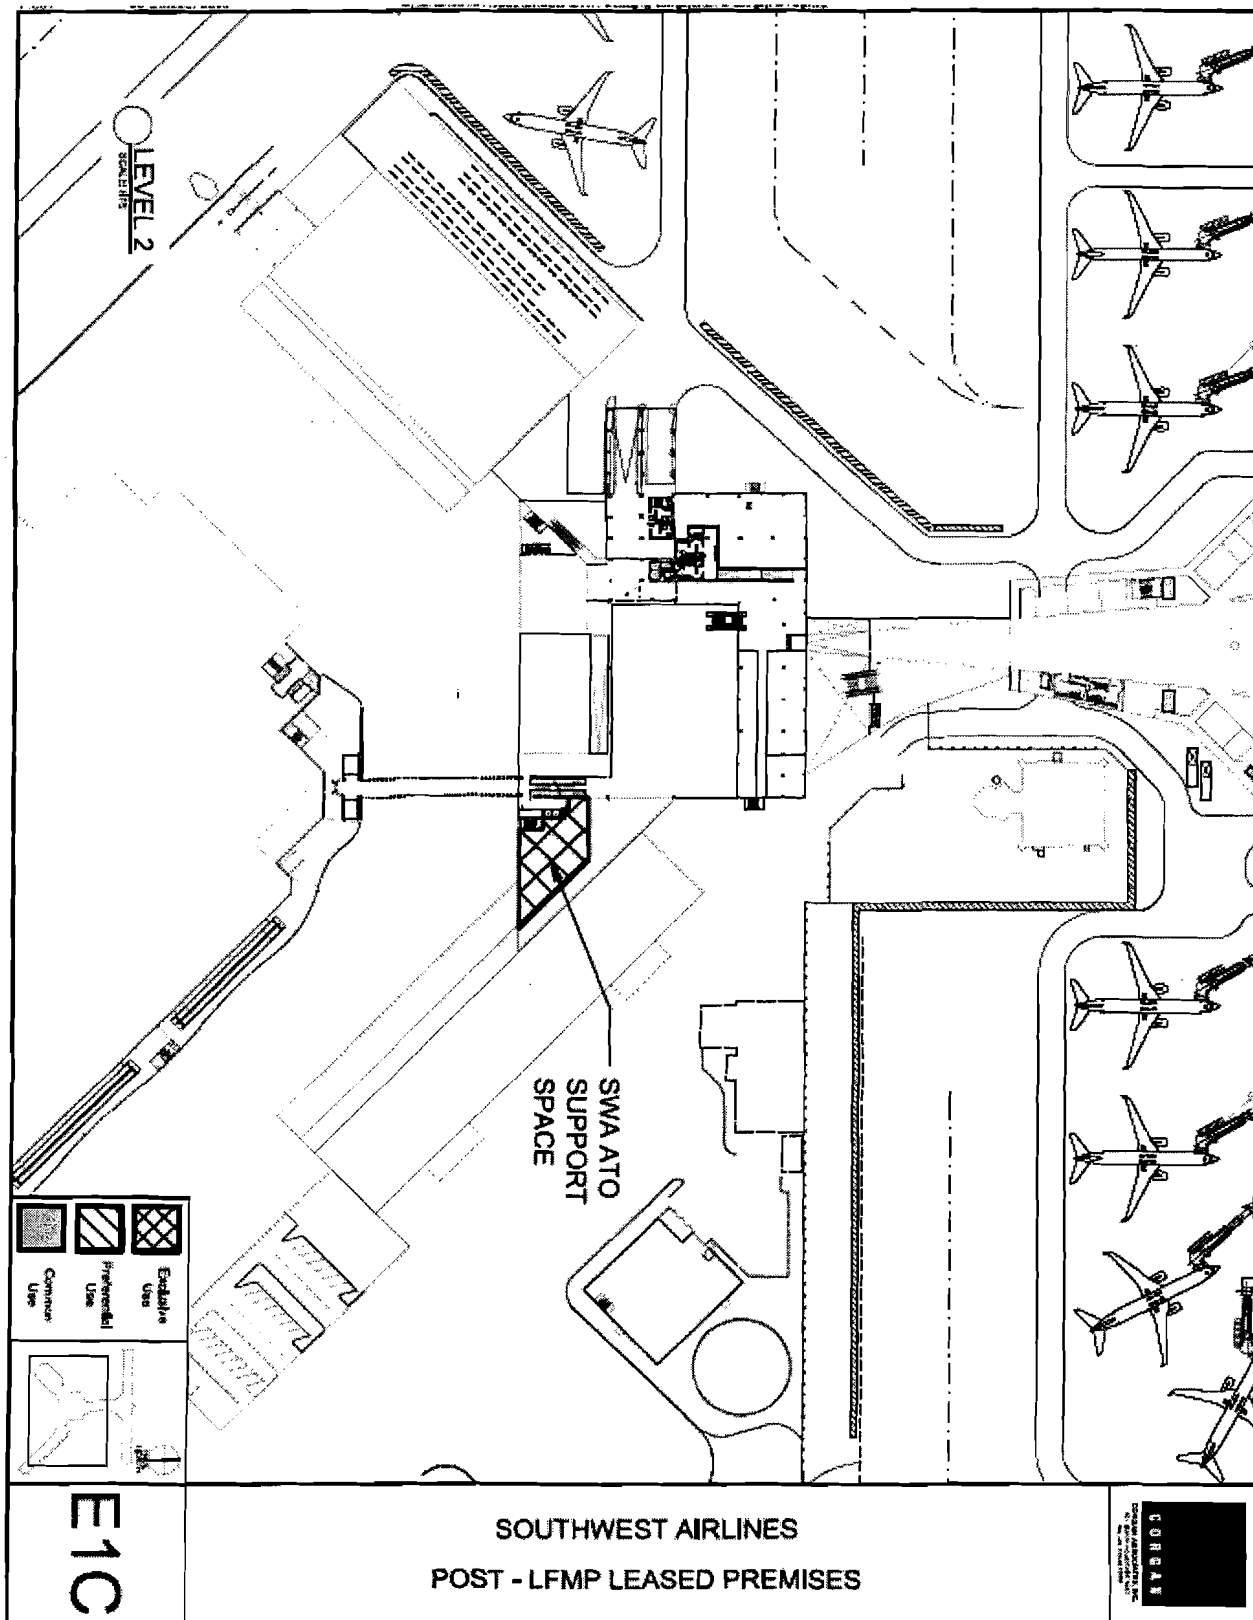 LEVEL 2
SWA ATO
SUPPORT
SPACE
Exclusive
Use
Preferential
Use
Common
Use
E1C
SOUTHWEST AIRLINES
POST - LFMP LEASED PREMISES
CORGAN